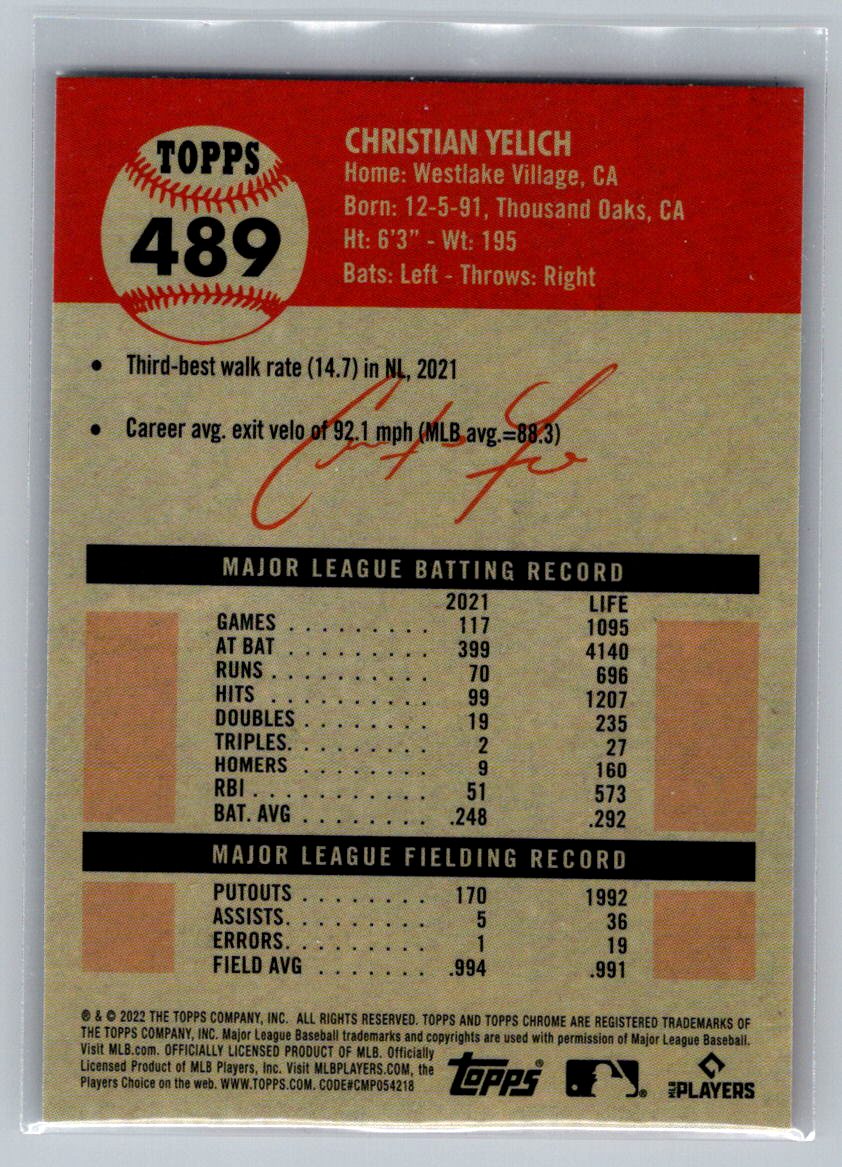 TOPPS
489
CHRISTIAN YELICH
Home: Westlake Village, CA
Born: 12-5-91, Thousand Oaks, CA
Ht: 6'3" - Wt: 195
Bats: Left - Throws: Right
• Third-best walk rate (14.7) in NL, 2021
• Career avg. exit velo of 92.1 mph (MLB avg.=88.3)
MAJOR LEAGUE BATTING RECORD
2021 LIFE
GAMES . . . . . . . . . 117 1095
AT BAT . . . . . . . . . 399 4140
RUNS . . . . . . . . . . 70 696
HITS . . . . . . . . . . 99 1207
DOUBLES . . . . . . . . 19 235
TRIPLES. . . . . . . . . 2 27
HOMERS . . . . . . . . 9 160
RBI . . . . . . . . . . . 51 573
BAT. AVG . . . . . . . . .248 .292
MAJOR LEAGUE FIELDING RECORD
PUTOUTS . . . . . . . . 170 1992
ASSISTS. . . . . . . . . 5 36
ERRORS. . . . . . . . . 1 19
FIELD AVG . . . . . . . .994 .991
® & © 2022 THE TOPPS COMPANY, INC. ALL RIGHTS RESERVED. TOPPS AND TOPPS CHROME ARE REGISTERED TRADEMARKS OF
THE TOPPS COMPANY, INC. Major League Baseball trademarks and copyrights are used with permission of Major League Baseball.
Visit MLB.com. OFFICIALLY LICENSED PRODUCT OF MLB. Officially
Licensed Product of MLB Players, Inc. Visit MLBPLAYERS.COM, the
Players Choice on the web. WWW.TOPPS.COM. CODE#CMP054218
Topps®
MLB PLAYERS